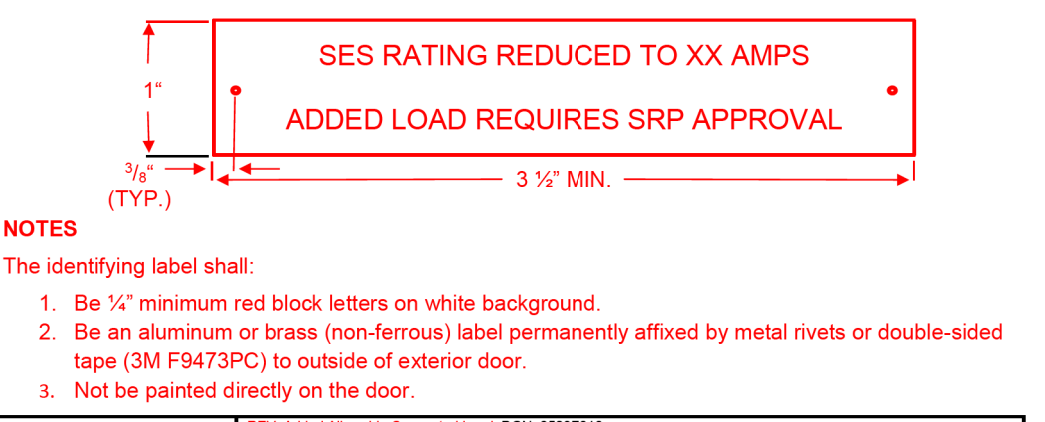 SES RATING REDUCED TO XX AMPS
1"
ADDED LOAD REQUIRES SRP APPROVAL
3/8"
(TYP.)
3 ½" MIN.
NOTES
The identifying label shall:
1. Be ¼" minimum red block letters on white background.
2. Be an aluminum or brass (non-ferrous) label permanently affixed by metal rivets or double-sided
tape (3M F9473PC) to outside of exterior door.
3. Not be painted directly on the door.